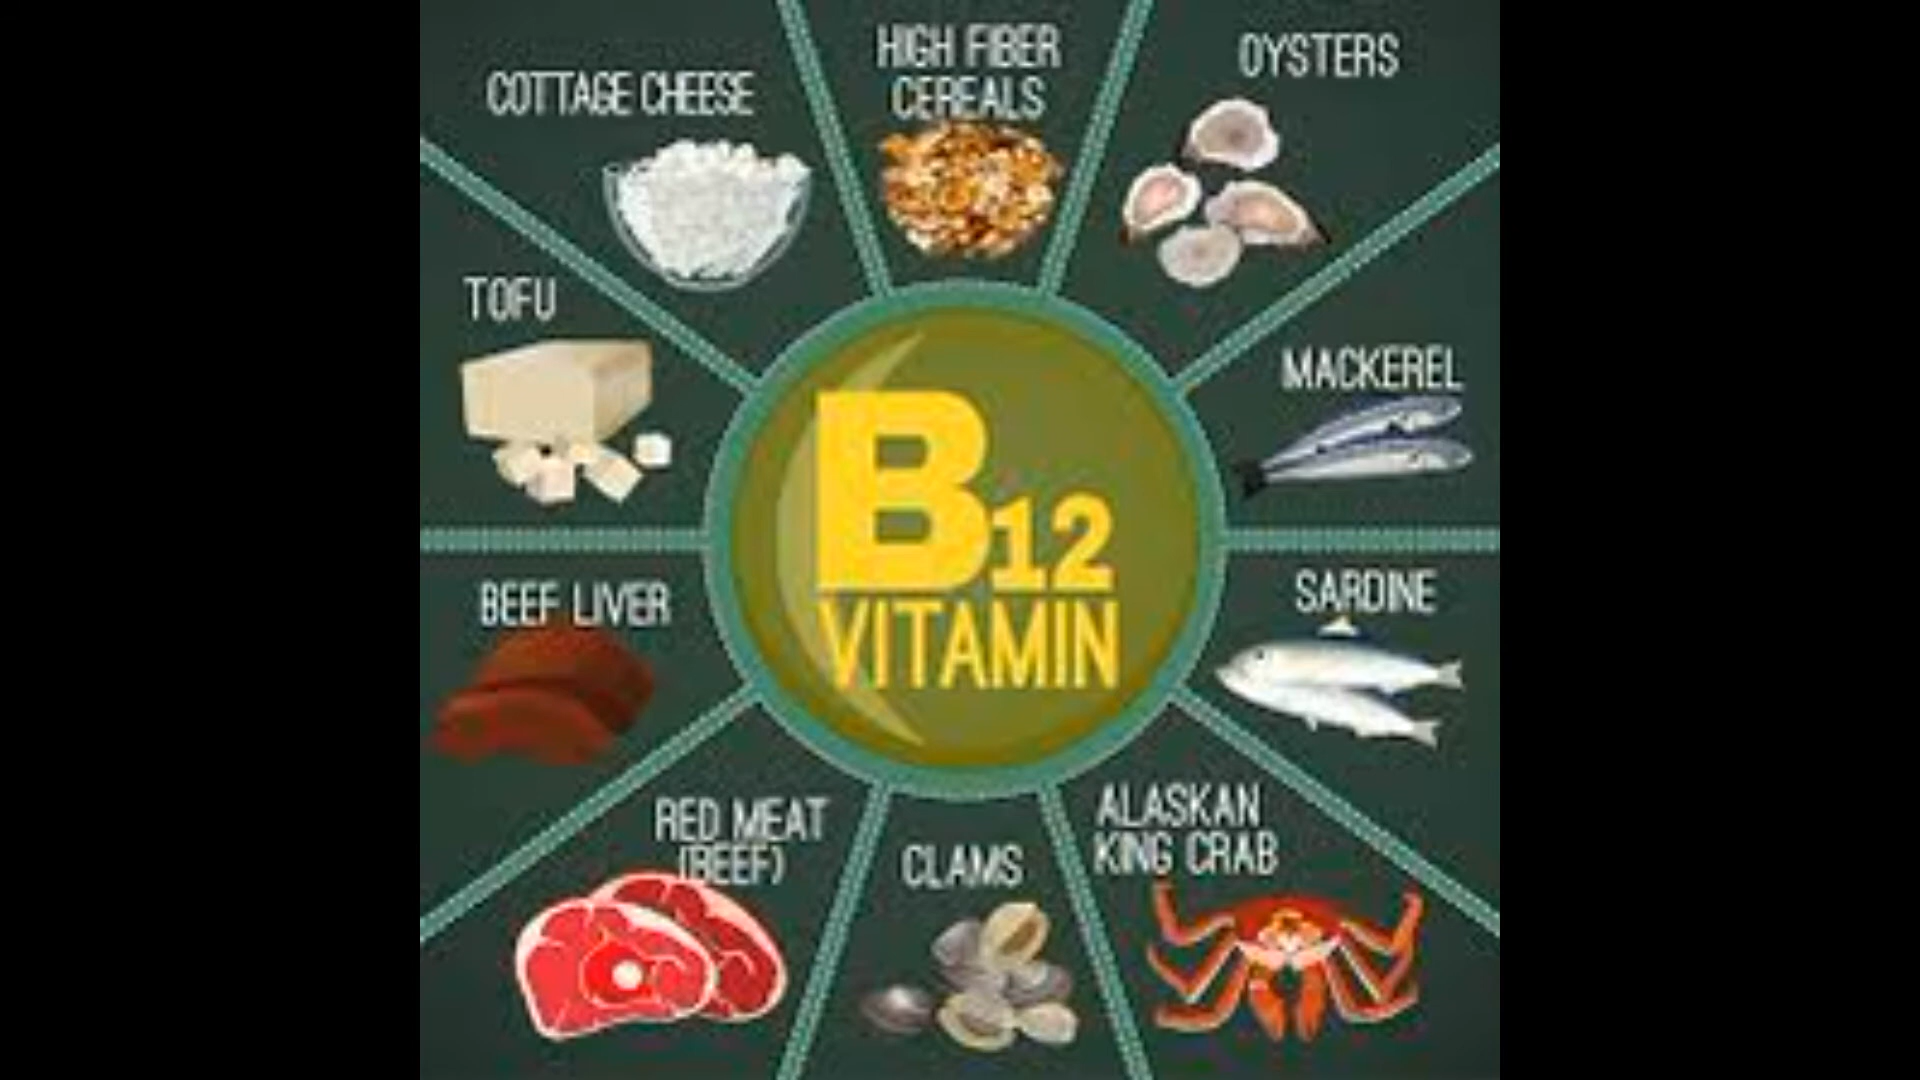 COTTAGE CHEESE
HIGH FIBER
CEREALS
OYSTERS
TOFU
MACKEREL
B12
VITAMIN
BEEF LIVER
SARDINE
RED MEAT
(BEEF)
CLAMS
ALASKAN
KING CRAB